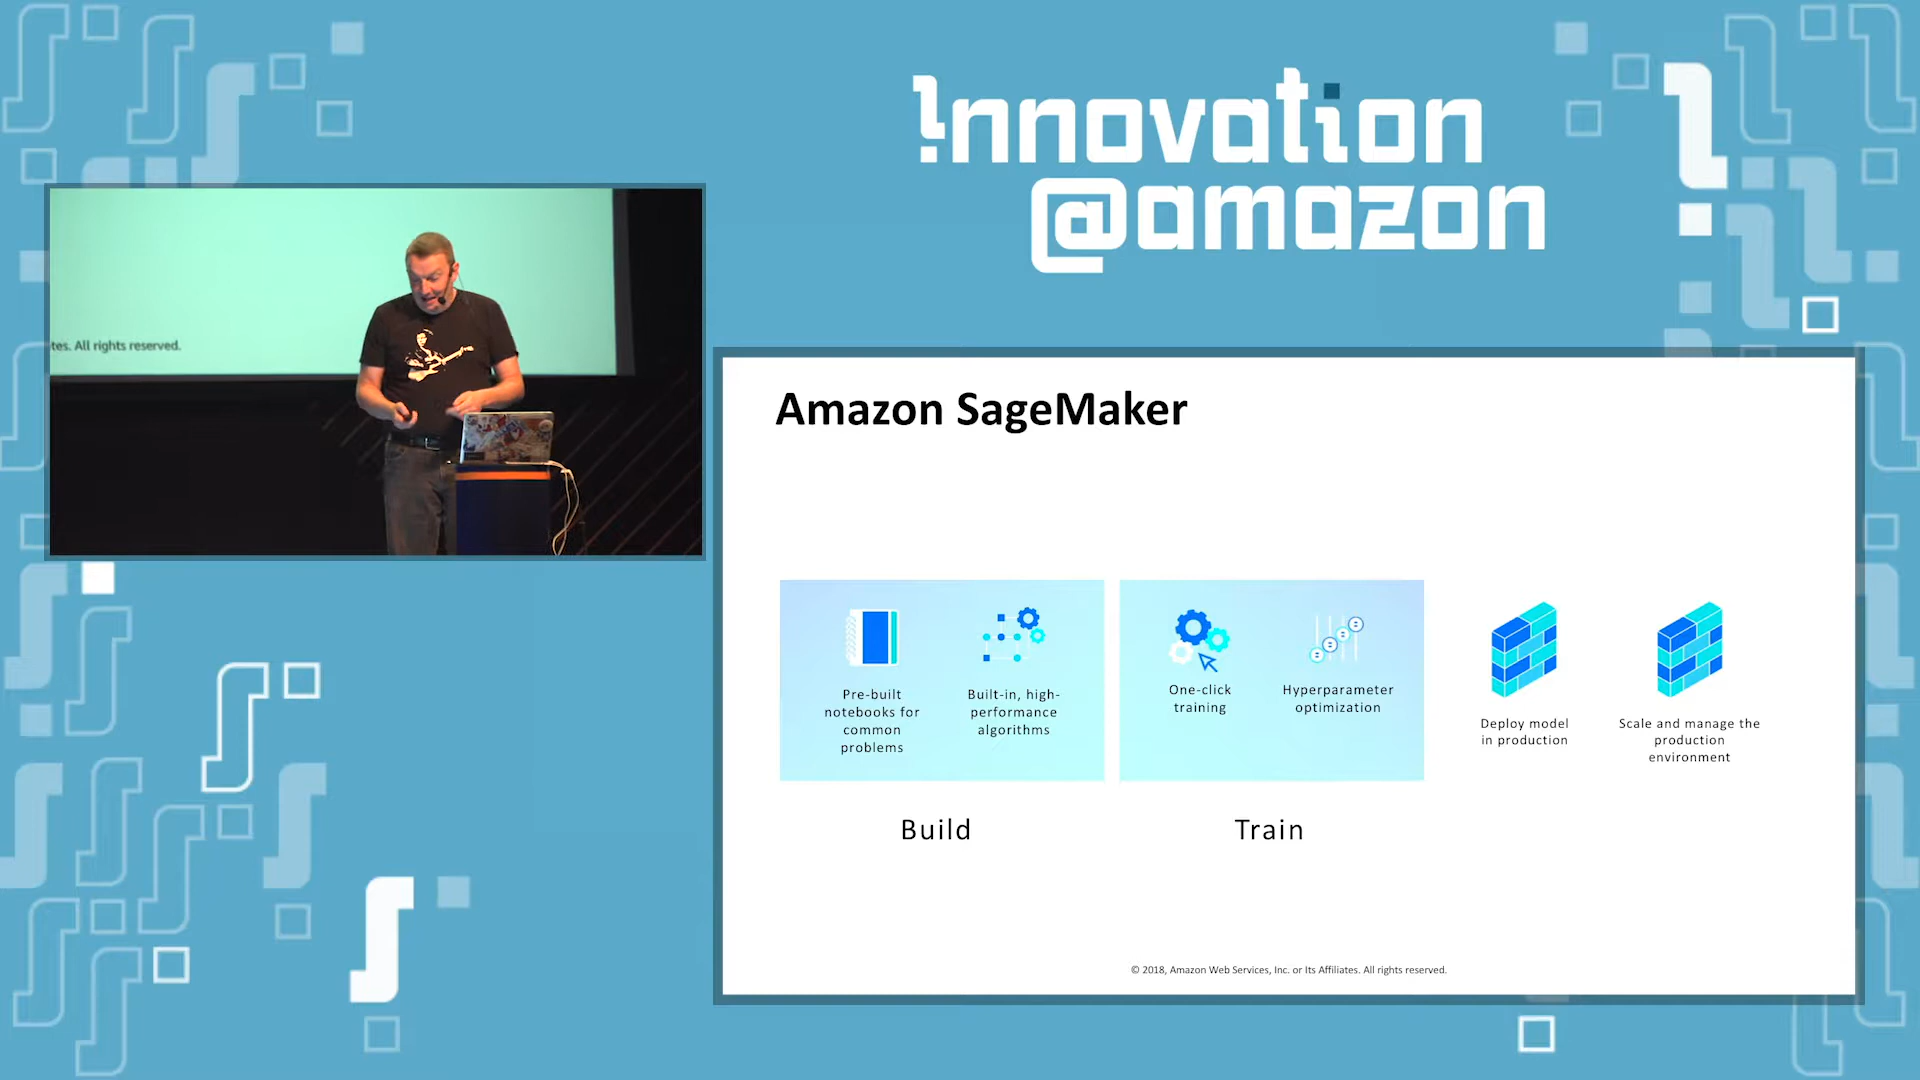 Innovation
@amazon
tes. All rights reserved.
Amazon SageMaker
Pre-built
notebooks for
common
problems
Built-in, high-
performance
algorithms
One-click
training
Hyperparameter
optimization
Deploy model
in production
Scale and manage the
production
environment
Build
Train
© 2018, Amazon Web Services, Inc. or Its Affiliates. All rights reserved.